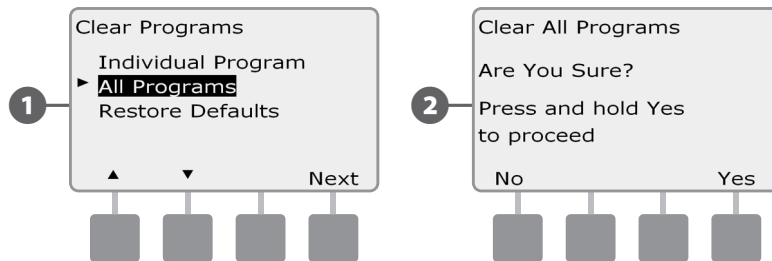 1
Clear Programs
Individual Program
► All Programs
Restore Defaults
▲ ▼ Next
2
Clear All Programs
Are You Sure?
Press and hold Yes
to proceed
No Yes